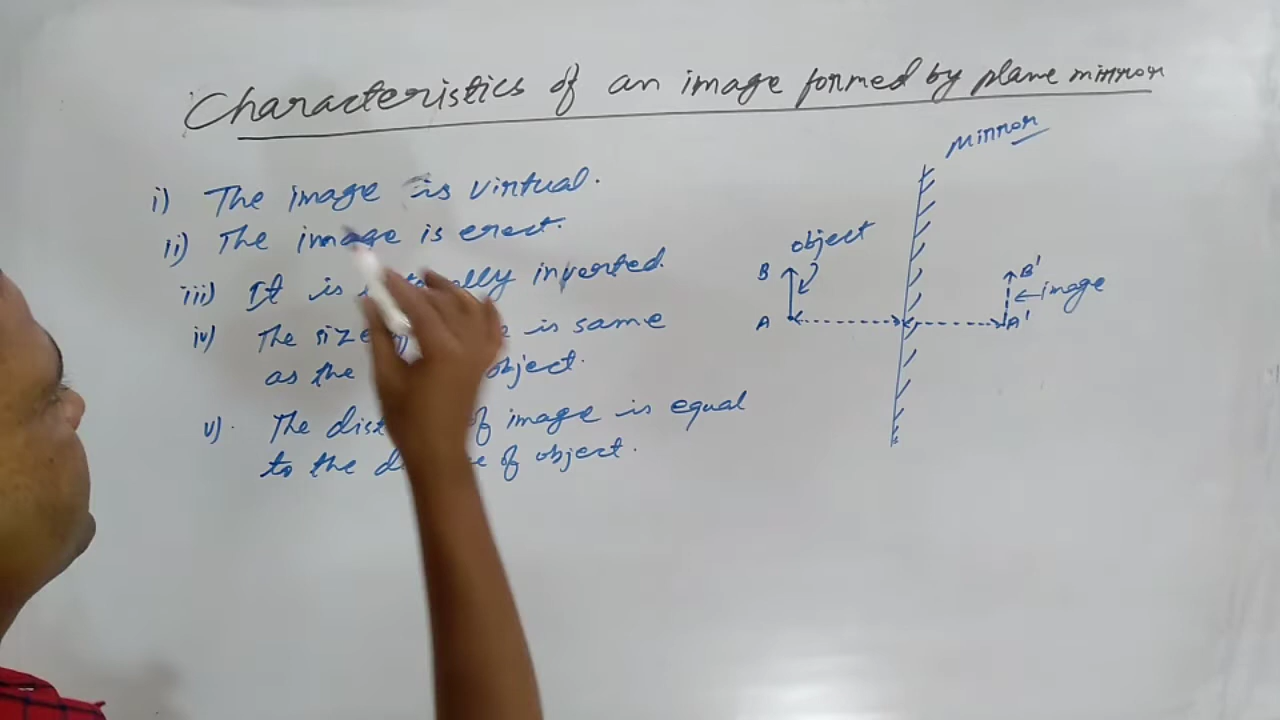 Characteristics of an image formed by plane mirror
i) The image is virtual.
ii) The image is erect.
iii) It is inverted.
iv) The size is same
as the object.
v). The of image is equal
to the of object.
Mirror
object
B
A
B'
image
A'